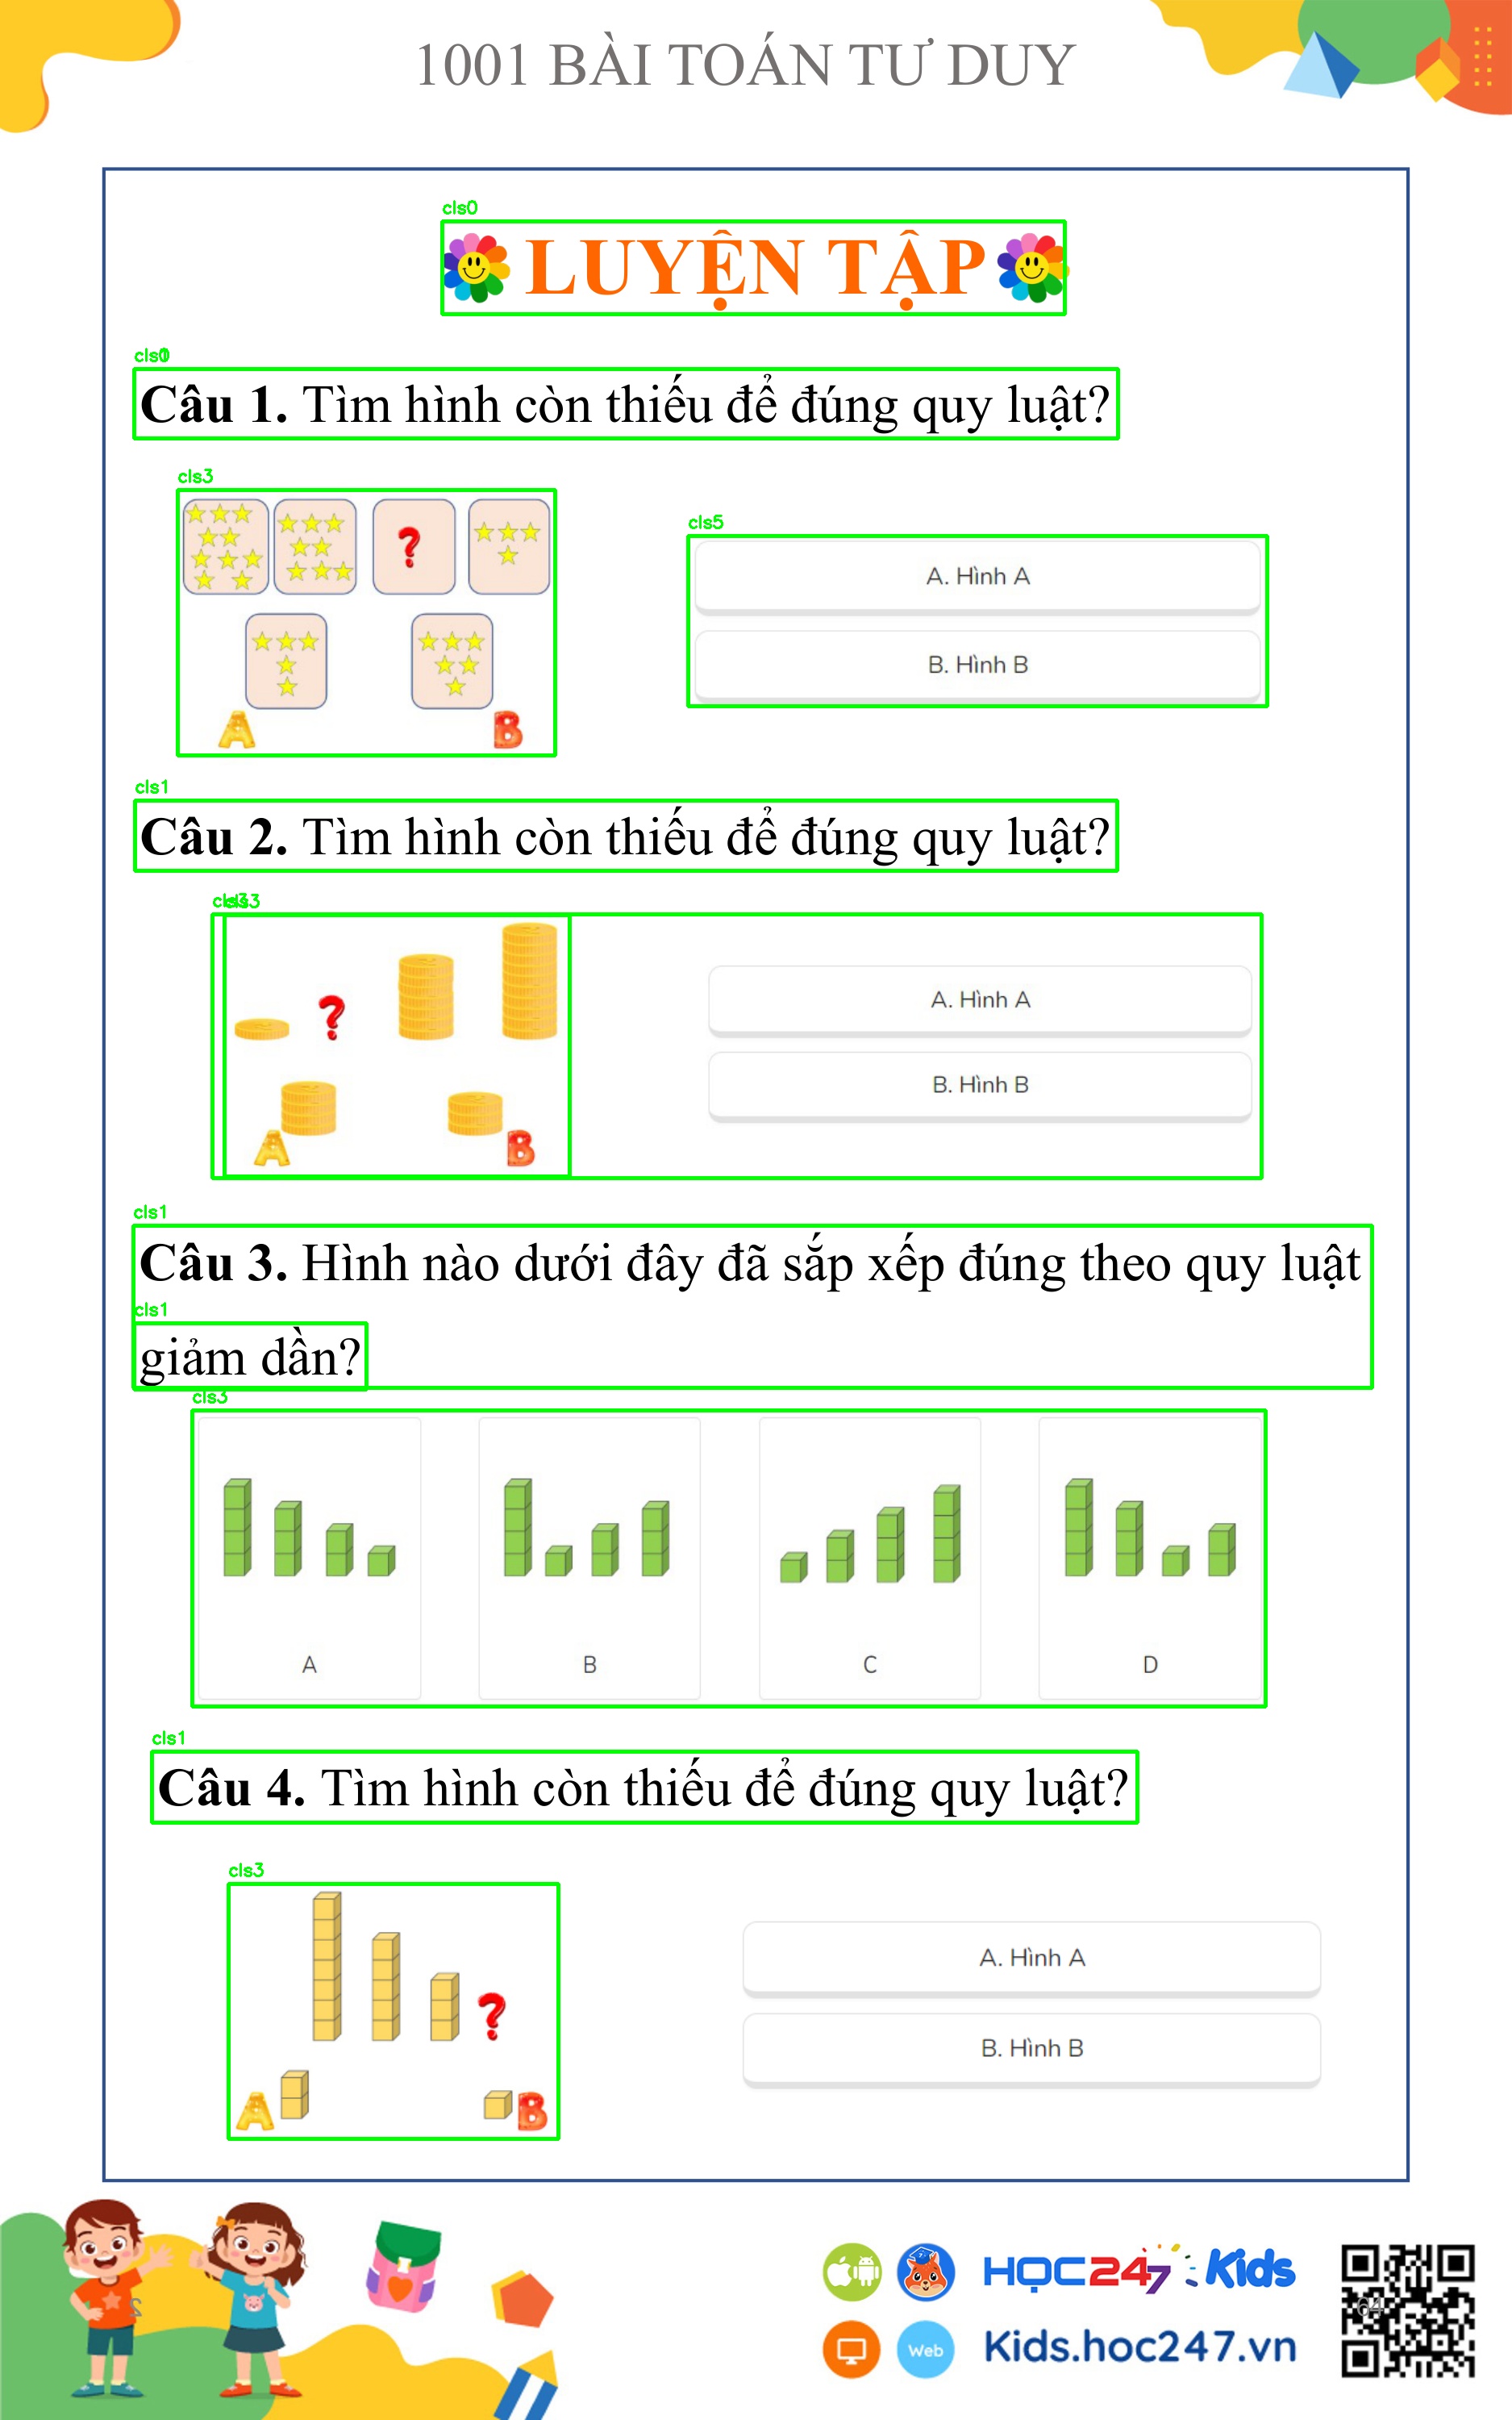 1001 BÀI TOÁN TƯ DUY
cls0
LUYỆN TẬP
Câu 1. Tìm hình còn thiếu để đúng quy luật?
cls3
?
A B
cls5
A. Hình A
B. Hình B
cls1
Câu 2. Tìm hình còn thiếu để đúng quy luật?
?
A B
A. Hình A
B. Hình B
cls1
Câu 3. Hình nào dưới đây đã sắp xếp đúng theo quy luật
cls1
giảm dần?
cls3
A B C D
cls1
Câu 4. Tìm hình còn thiếu để đúng quy luật?
cls3
?
A B
A. Hình A
B. Hình B
HỌC247 Kids
Web Kids.hoc247.vn
64
2